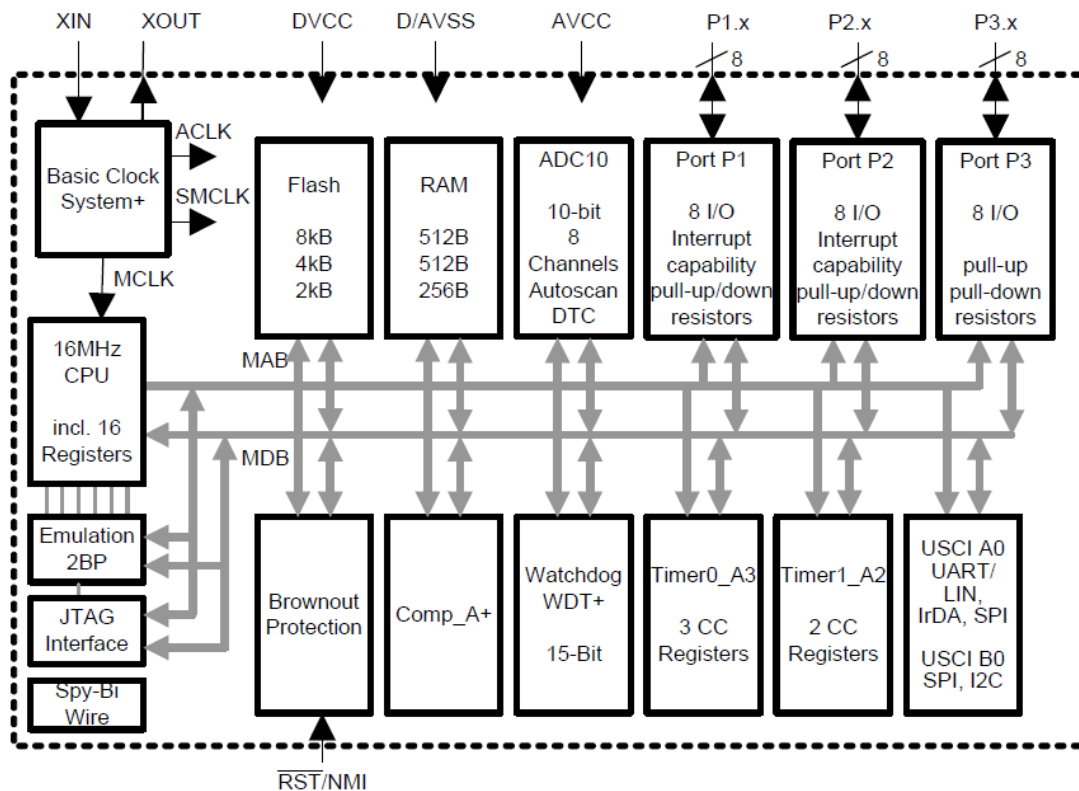 XIN XOUT DVCC D/AVSS AVCC P1.x P2.x P3.x
8 8 8
ACLK
Basic Clock
System+
SMCLK
MCLK
Flash
8kB
4kB
2kB
RAM
512B
512B
256B
ADC10
10-bit
8
Channels
Autoscan
DTC
Port P1
8 I/O
Interrupt
capability
pull-up/down
resistors
Port P2
8 I/O
Interrupt
capability
pull-up/down
resistors
Port P3
8 I/O
pull-up
pull-down
resistors
16MHz
CPU
incl. 16
Registers
MAB
MDB
Emulation
2BP
JTAG
Interface
Spy-Bi
Wire
Brownout
Protection
Comp_A+
Watchdog
WDT+
15-Bit
Timer0_A3
3 CC
Registers
Timer1_A2
2 CC
Registers
USCI A0
UART/
LIN,
IrDA, SPI
USCI B0
SPI, I2C
RST/NMI